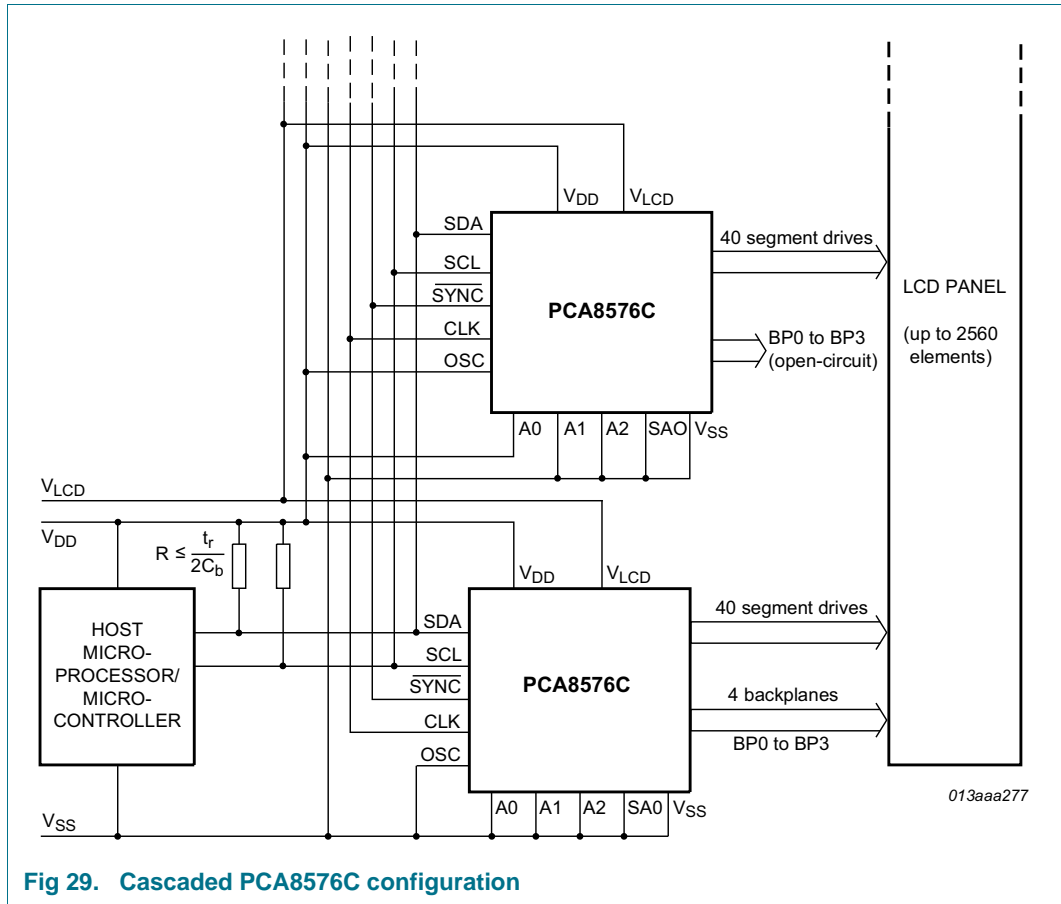 VDD
VLCD
SDA
40 segment drives
SCL
SYNC
LCD PANEL
PCA8576C
CLK
BP0 to BP3
(open-circuit)
(up to 2560
elements)
OSC
A0
A1
A2
SAO
VSS
VLCD
VDD
R ≤ tr
2Cb
VDD
VLCD
40 segment drives
SDA
HOST
MICRO-
PROCESSOR/
MICRO-
CONTROLLER
SCL
SYNC
PCA8576C
4 backplanes
CLK
BP0 to BP3
OSC
A0
A1
A2
SA0
VSS
013aaa277
VSS
Fig 29. Cascaded PCA8576C configuration